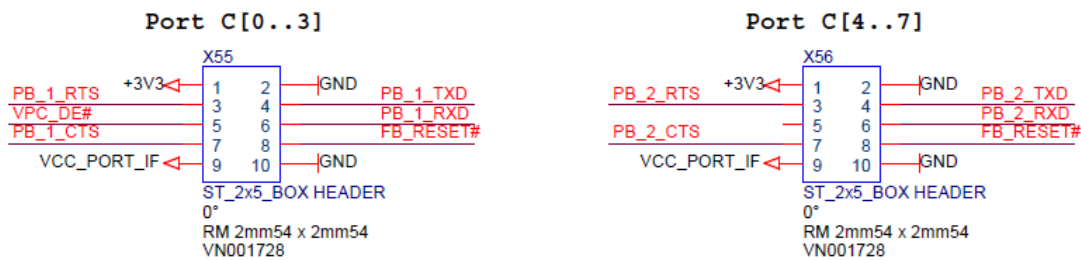 Port C[0..3]
X55
+3V3 1 2 GND
PB_1_RTS 3 4 PB_1_TXD
VPC_DE# 5 6 PB_1_RXD
PB_1_CTS 7 8 FB_RESET#
VCC_PORT_IF 9 10 GND
ST_2x5_BOX HEADER
0°
RM 2mm54 x 2mm54
VN001728
Port C[4..7]
X56
+3V3 1 2 GND
PB_2_RTS 3 4 PB_2_TXD
5 6 PB_2_RXD
PB_2_CTS 7 8 FB_RESET#
VCC_PORT_IF 9 10 GND
ST_2x5_BOX HEADER
0°
RM 2mm54 x 2mm54
VN001728